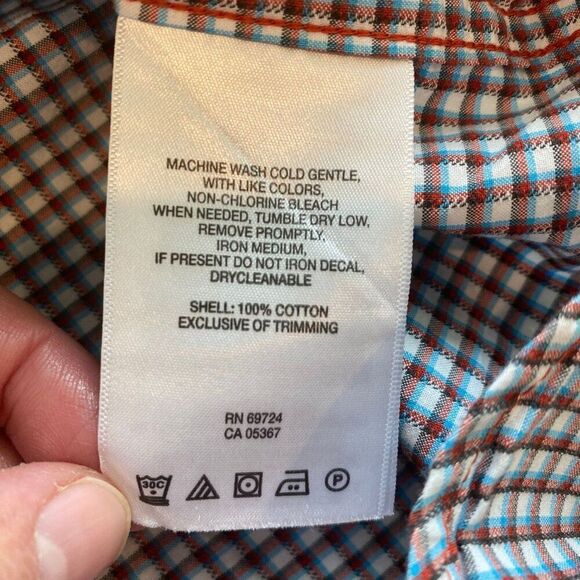 MACHINE WASH COLD GENTLE,
WITH LIKE COLORS,
NON-CHLORINE BLEACH
WHEN NEEDED, TUMBLE DRY LOW,
REMOVE PROMPTLY,
IRON MEDIUM,
IF PRESENT DO NOT IRON DECAL,
DRYCLEANABLE
SHELL: 100% COTTON
EXCLUSIVE OF TRIMMING
RN 69724
CA 05367
30C P